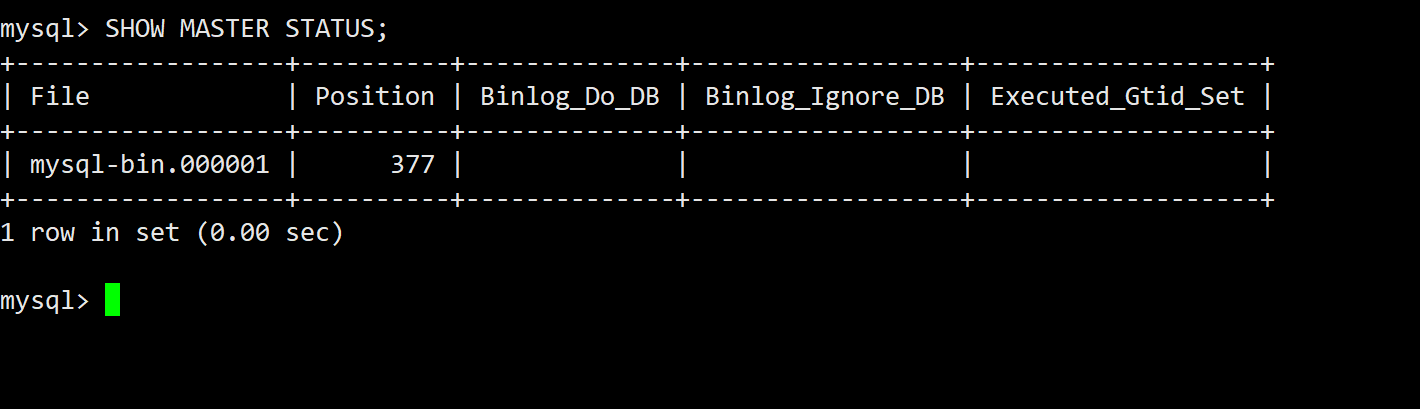 mysql> SHOW MASTER STATUS;
+------------------+----------+--------------+------------------+-------------------+
| File             | Position | Binlog_Do_DB | Binlog_Ignore_DB | Executed_Gtid_Set |
+------------------+----------+--------------+------------------+-------------------+
| mysql-bin.000001 |      377 |              |                  |                   |
+------------------+----------+--------------+------------------+-------------------+
1 row in set (0.00 sec)
mysql>